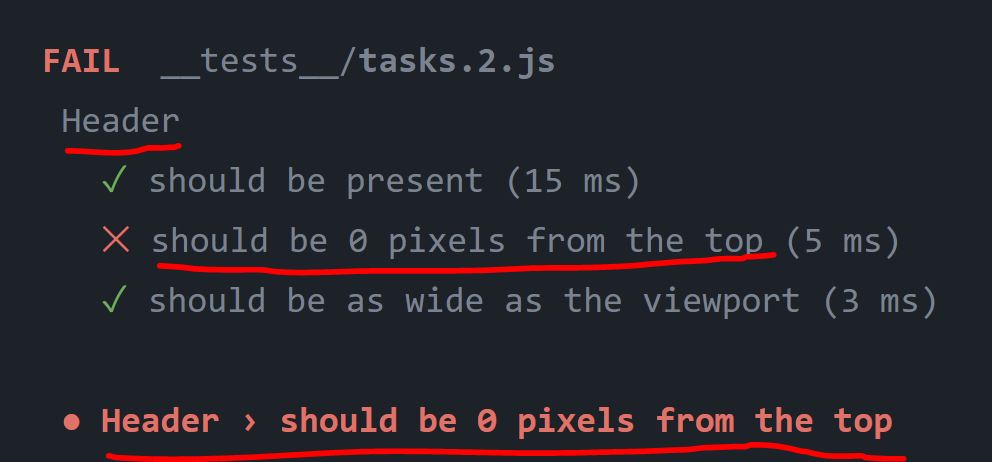 FAIL __tests__/tasks.2.js
Header
✓ should be present (15 ms)
✕ should be 0 pixels from the top (5 ms)
✓ should be as wide as the viewport (3 ms)
● Header › should be 0 pixels from the top